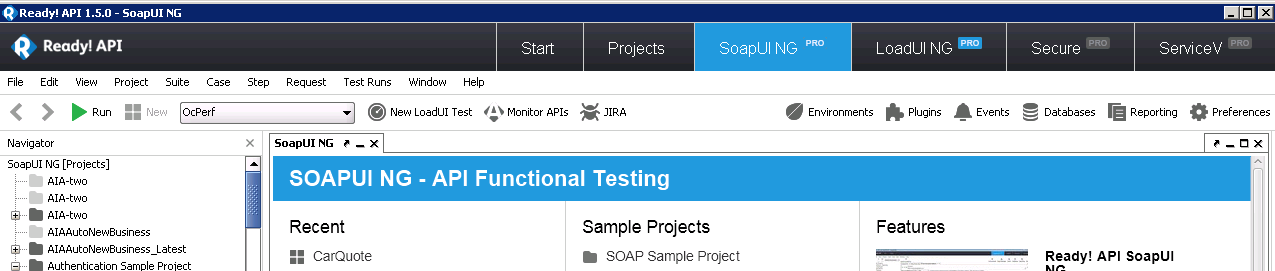 Ready! API 1.5.0 - SoapUI NG
Ready! API Start Projects SoapUI NG PRO LoadUI NG PRO Secure PRO ServiceV PRO
File Edit View Project Suite Case Step Request Test Runs Window Help
Run New OcPerf New LoadUI Test Monitor APIs JIRA Environments Plugins Events Databases Reporting Preferences
Navigator
SoapUI NG [Projects]
AIA-two
AIA-two
AIA-two
AIAAutoNewBusiness
AIAAutoNewBusiness_Latest
Authentication Sample Project
SoapUI NG
SOAPUI NG - API Functional Testing
Recent
CarQuote
Sample Projects
SOAP Sample Project
Features
Ready! API SoapUI
NG